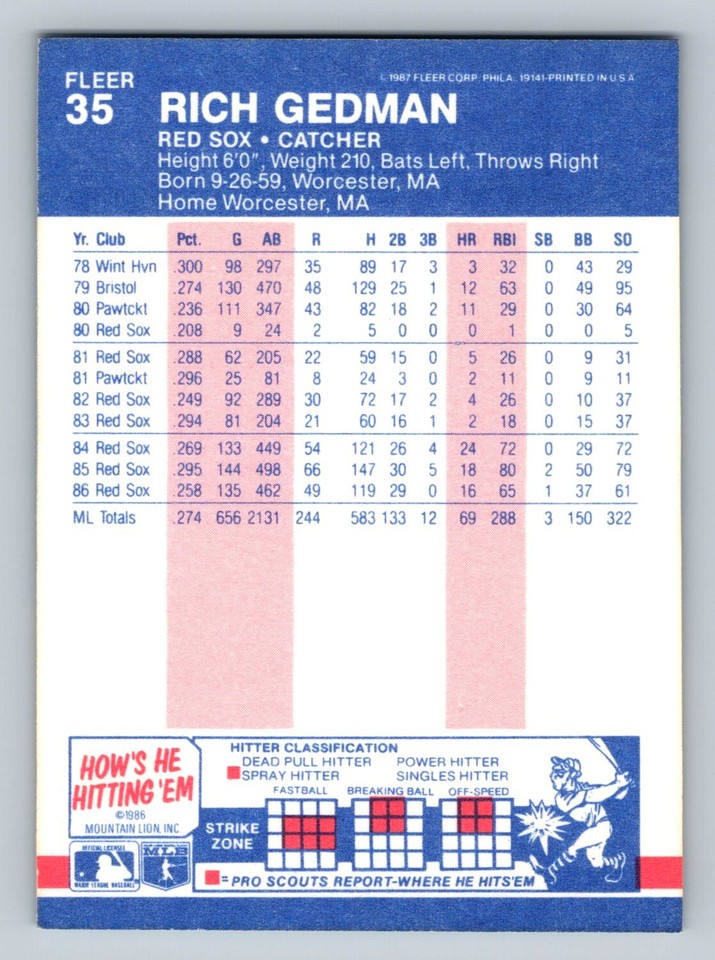 FLEER © 1987 FLEER CORP. PHILA. 19141-PRINTED IN U S A
35 RICH GEDMAN
RED SOX • CATCHER
Height 6'0", Weight 210, Bats Left, Throws Right
Born 9-26-59, Worcester, MA
Home Worcester, MA
Yr. Club Pct. G AB R H 2B 3B HR RBI SB BB SO
78 Wint Hvn .300 98 297 35 89 17 3 3 32 0 43 29
79 Bristol .274 130 470 48 129 25 1 12 63 0 49 95
80 Pawtckt .236 111 347 43 82 18 2 11 29 0 30 64
80 Red Sox .208 9 24 2 5 0 0 0 1 0 0 5
81 Red Sox .288 62 205 22 59 15 0 5 26 0 9 31
81 Pawtckt .296 25 81 8 24 3 0 2 11 0 9 11
82 Red Sox .249 92 289 30 72 17 2 4 26 0 10 37
83 Red Sox .294 81 204 21 60 16 1 2 18 0 15 37
84 Red Sox .269 133 449 54 121 26 4 24 72 0 29 72
85 Red Sox .295 144 498 66 147 30 5 18 80 2 50 79
86 Red Sox .258 135 462 49 119 29 0 16 65 1 37 61
ML Totals .274 656 2131 244 583 133 12 69 288 3 150 322
HOW'S HE
HITTING 'EM
©1986
MOUNTAIN LION, INC
HITTER CLASSIFICATION
DEAD PULL HITTER POWER HITTER
SPRAY HITTER SINGLES HITTER
FASTBALL BREAKING BALL OFF-SPEED
STRIKE
ZONE
= PRO SCOUTS REPORT-WHERE HE HITS'EM
OFFICIAL LICENSEE
MAJOR LEAGUE BASEBALL
MLB